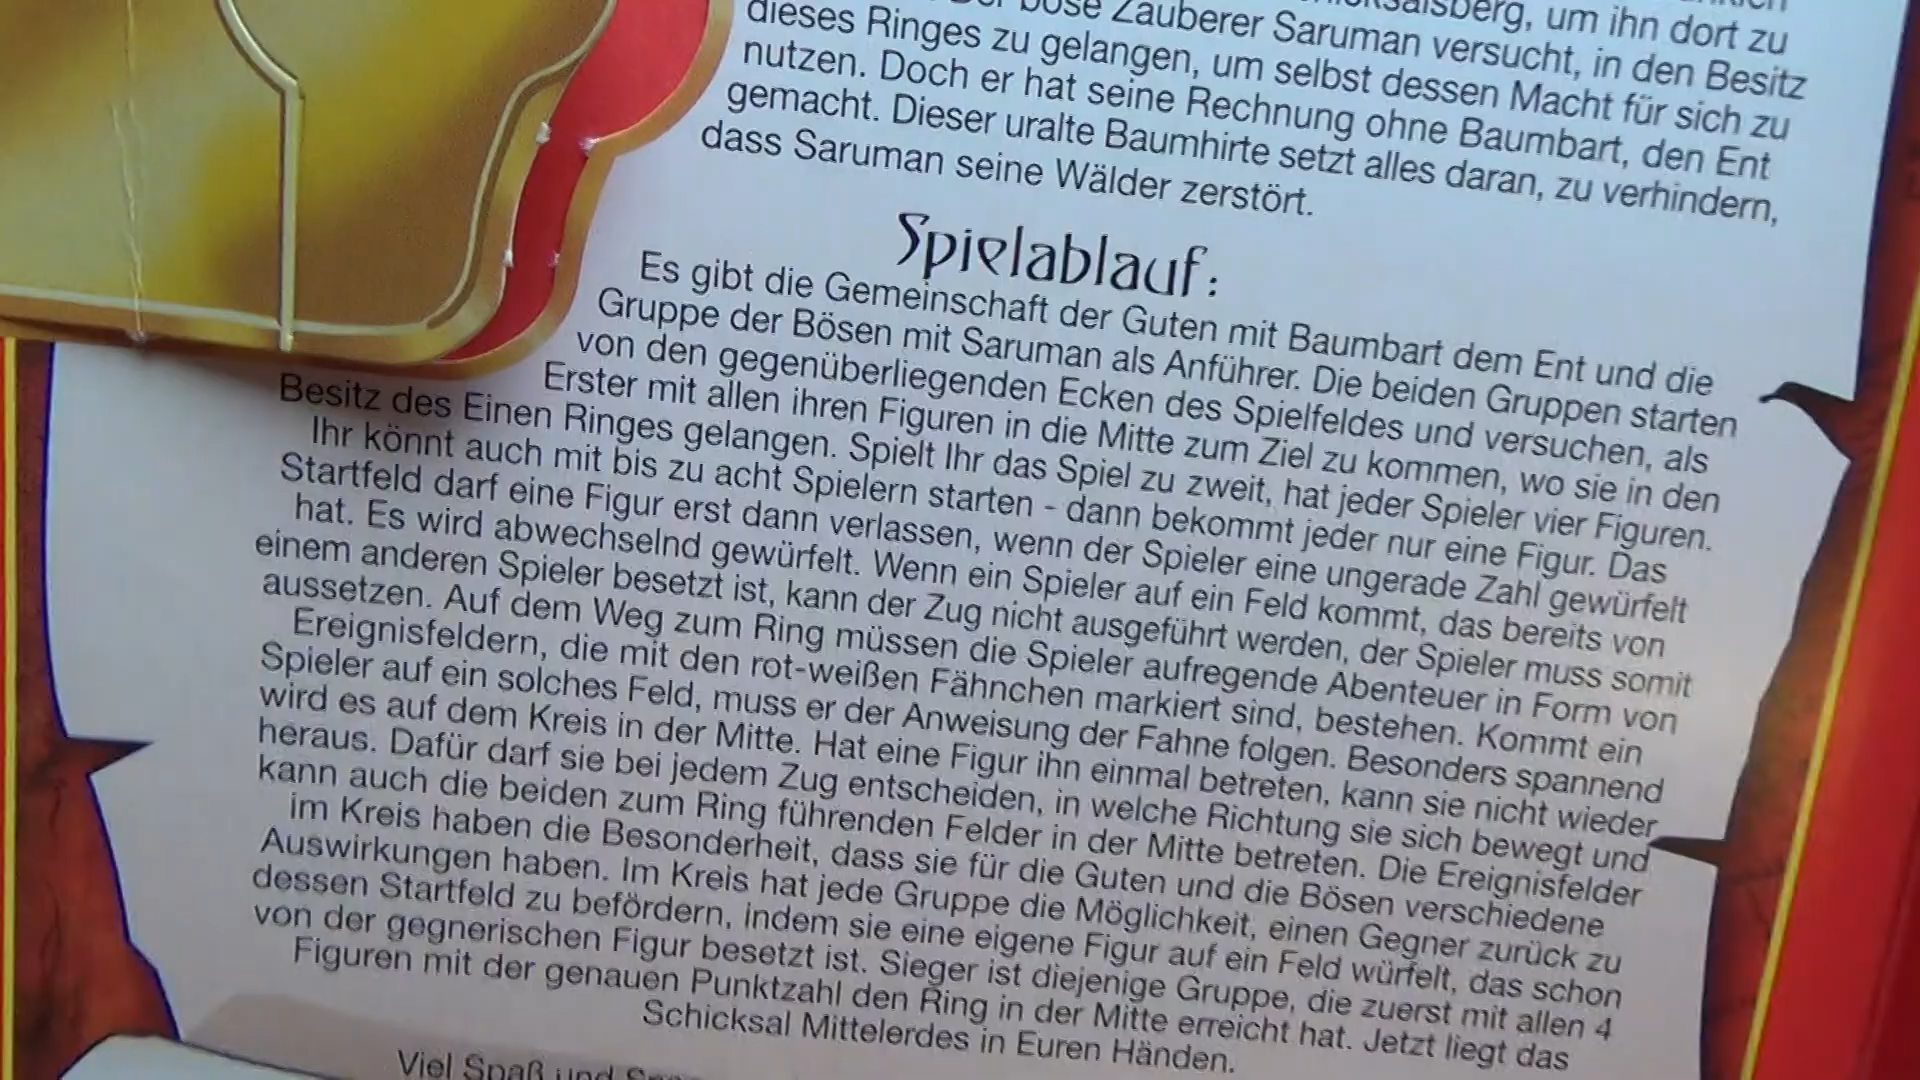 Der böse Zauberer Saruman versucht, in den Besitz
um ihn dort zu
dieses Ringes zu gelangen, um selbst dessen Macht für sich zu
nutzen. Doch er hat seine Rechnung ohne Baumbart, den Ent
gemacht. Dieser uralte Baumhirte setzt alles daran, zu verhindern,
dass Saruman seine Wälder zerstört.
Spielablauf:
Es gibt die Gemeinschaft der Guten mit Baumbart dem Ent und die
Gruppe der Bösen mit Saruman als Anführer. Die beiden Gruppen starten
von den gegenüberliegenden Ecken des Spielfeldes und versuchen, als
Erster mit allen ihren Figuren in die Mitte zum Ziel zu kommen, wo sie in den
Besitz des Einen Ringes gelangen. Spielt Ihr das Spiel zu zweit, hat jeder Spieler vier Figuren.
Ihr könnt auch mit bis zu acht Spielern starten - dann bekommt jeder nur eine Figur. Das
Startfeld darf eine Figur erst dann verlassen, wenn der Spieler eine ungerade Zahl gewürfelt
hat. Es wird abwechselnd gewürfelt. Wenn ein Spieler auf ein Feld kommt, das bereits von
einem anderen Spieler besetzt ist, kann der Zug nicht ausgeführt werden, der Spieler muss somit
aussetzen. Auf dem Weg zum Ring müssen die Spieler aufregende Abenteuer in Form von
Ereignisfeldern, die mit den rot-weißen Fähnchen markiert sind, bestehen. Kommt ein
Spieler auf ein solches Feld, muss er der Anweisung der Fahne folgen. Besonders spannend
wird es auf dem Kreis in der Mitte. Hat eine Figur ihn einmal betreten, kann sie nicht wieder
heraus. Dafür darf sie bei jedem Zug entscheiden, in welche Richtung sie sich bewegt und
kann auch die beiden zum Ring führenden Felder in der Mitte betreten. Die Ereignisfelder
im Kreis haben die Besonderheit, dass sie für die Guten und die Bösen verschiedene
Auswirkungen haben. Im Kreis hat jede Gruppe die Möglichkeit, einen Gegner zurück zu
dessen Startfeld zu befördern, indem sie eine eigene Figur auf ein Feld würfelt, das schon
von der gegnerischen Figur besetzt ist. Sieger ist diejenige Gruppe, die zuerst mit allen 4
Figuren mit der genauen Punktzahl den Ring in der Mitte erreicht hat. Jetzt liegt das
Schicksal Mittelerdes in Euren Händen.
Viel Spaß und